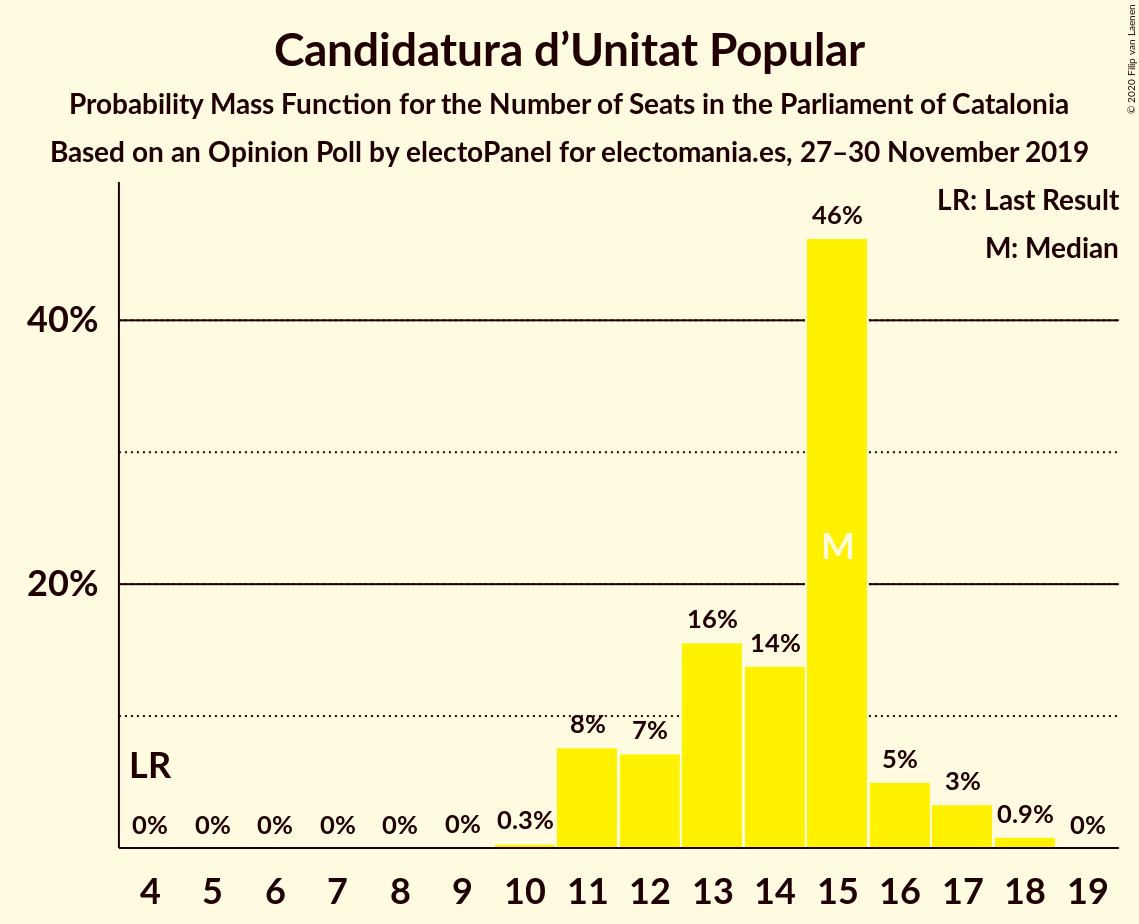 Candidatura d’Unitat Popular
Probability Mass Function for the Number of Seats in the Parliament of Catalonia
Based on an Opinion Poll by electoPanel for electomania.es, 27–30 November 2019
© 2020 Filip van Laenen
LR: Last Result
M: Median
46%
40%
M
20%
16%
14%
8%
7%
LR
5%
3%
0% 0% 0% 0% 0% 0% 0.3% 0.9% 0%
4 5 6 7 8 9 10 11 12 13 14 15 16 17 18 19